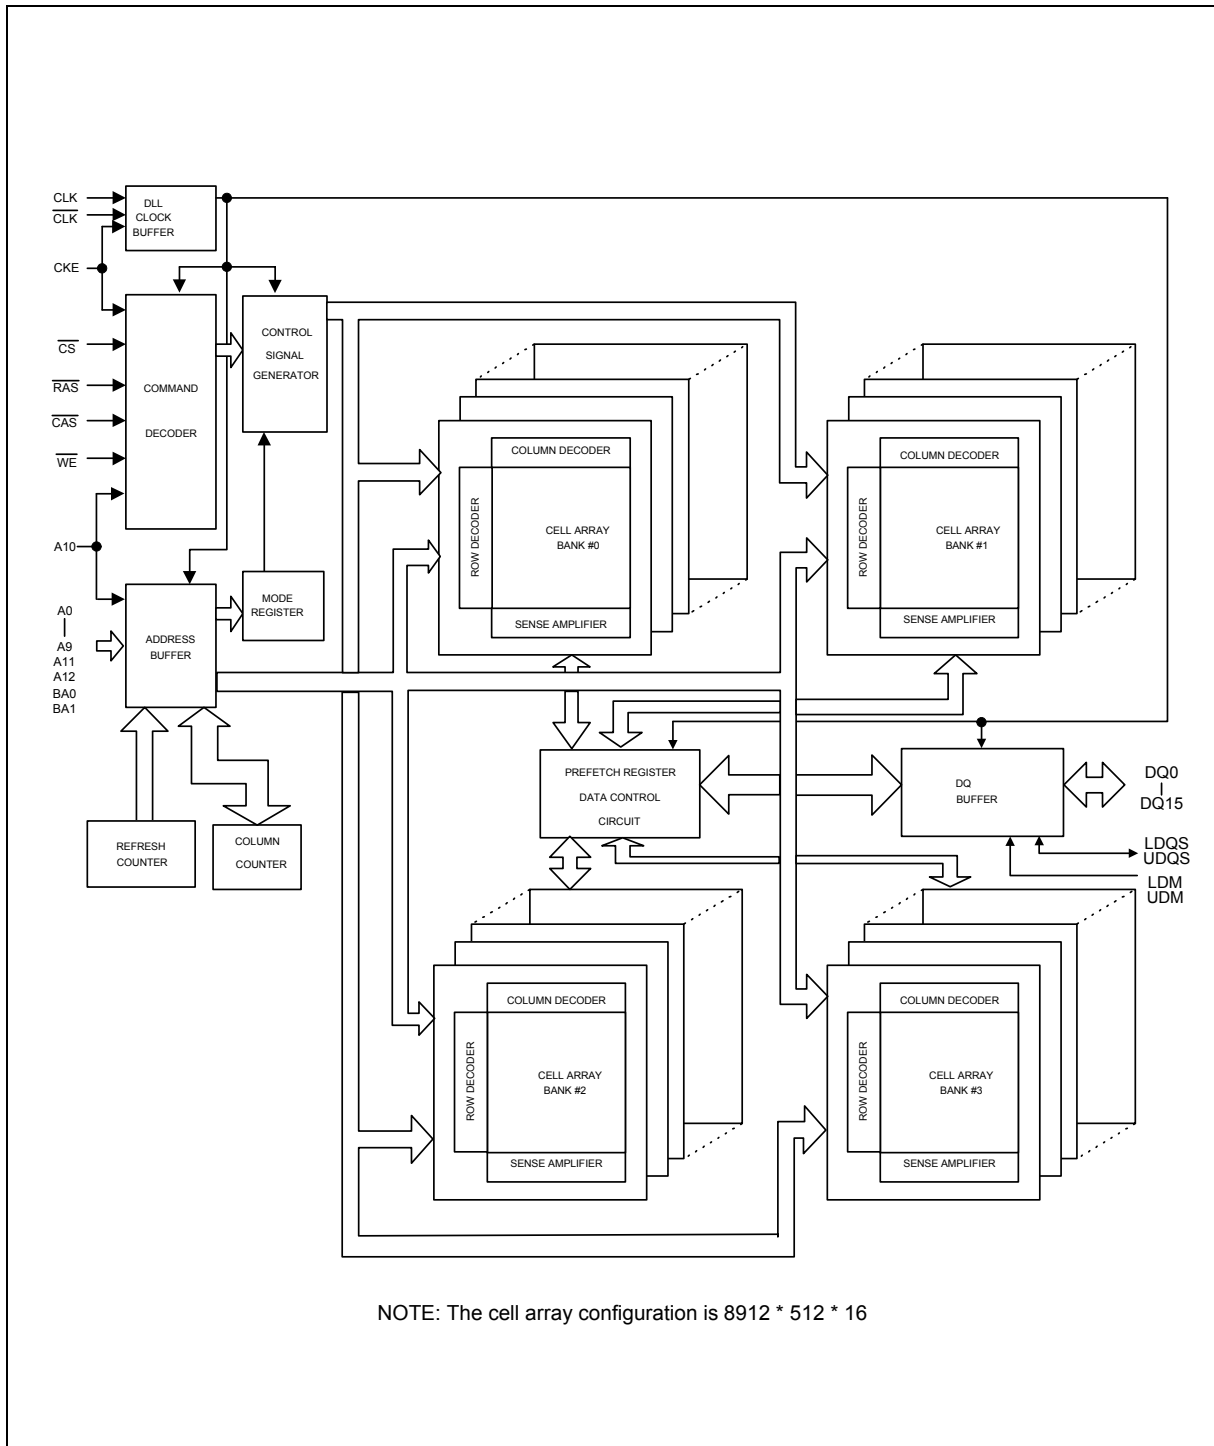 CLK
CLK
CKE
CS
RAS
CAS
WE
A10
A0
A9
A11
A12
BA0
BA1
DLL
CLOCK
BUFFER
COMMAND
DECODER
CONTROL
SIGNAL
GENERATOR
MODE
REGISTER
ADDRESS
BUFFER
REFRESH
COUNTER
COLUMN
COUNTER
COLUMN DECODER
ROW DECODER
CELL ARRAY
BANK #0
SENSE AMPLIFIER
COLUMN DECODER
ROW DECODER
CELL ARRAY
BANK #1
SENSE AMPLIFIER
PREFETCH REGISTER
DATA CONTROL
CIRCUIT
DQ
BUFFER
DQ0
DQ15
LDQS
UDQS
LDM
UDM
COLUMN DECODER
ROW DECODER
CELL ARRAY
BANK #2
SENSE AMPLIFIER
COLUMN DECODER
ROW DECODER
CELL ARRAY
BANK #3
SENSE AMPLIFIER
NOTE: The cell array configuration is 8912 * 512 * 16